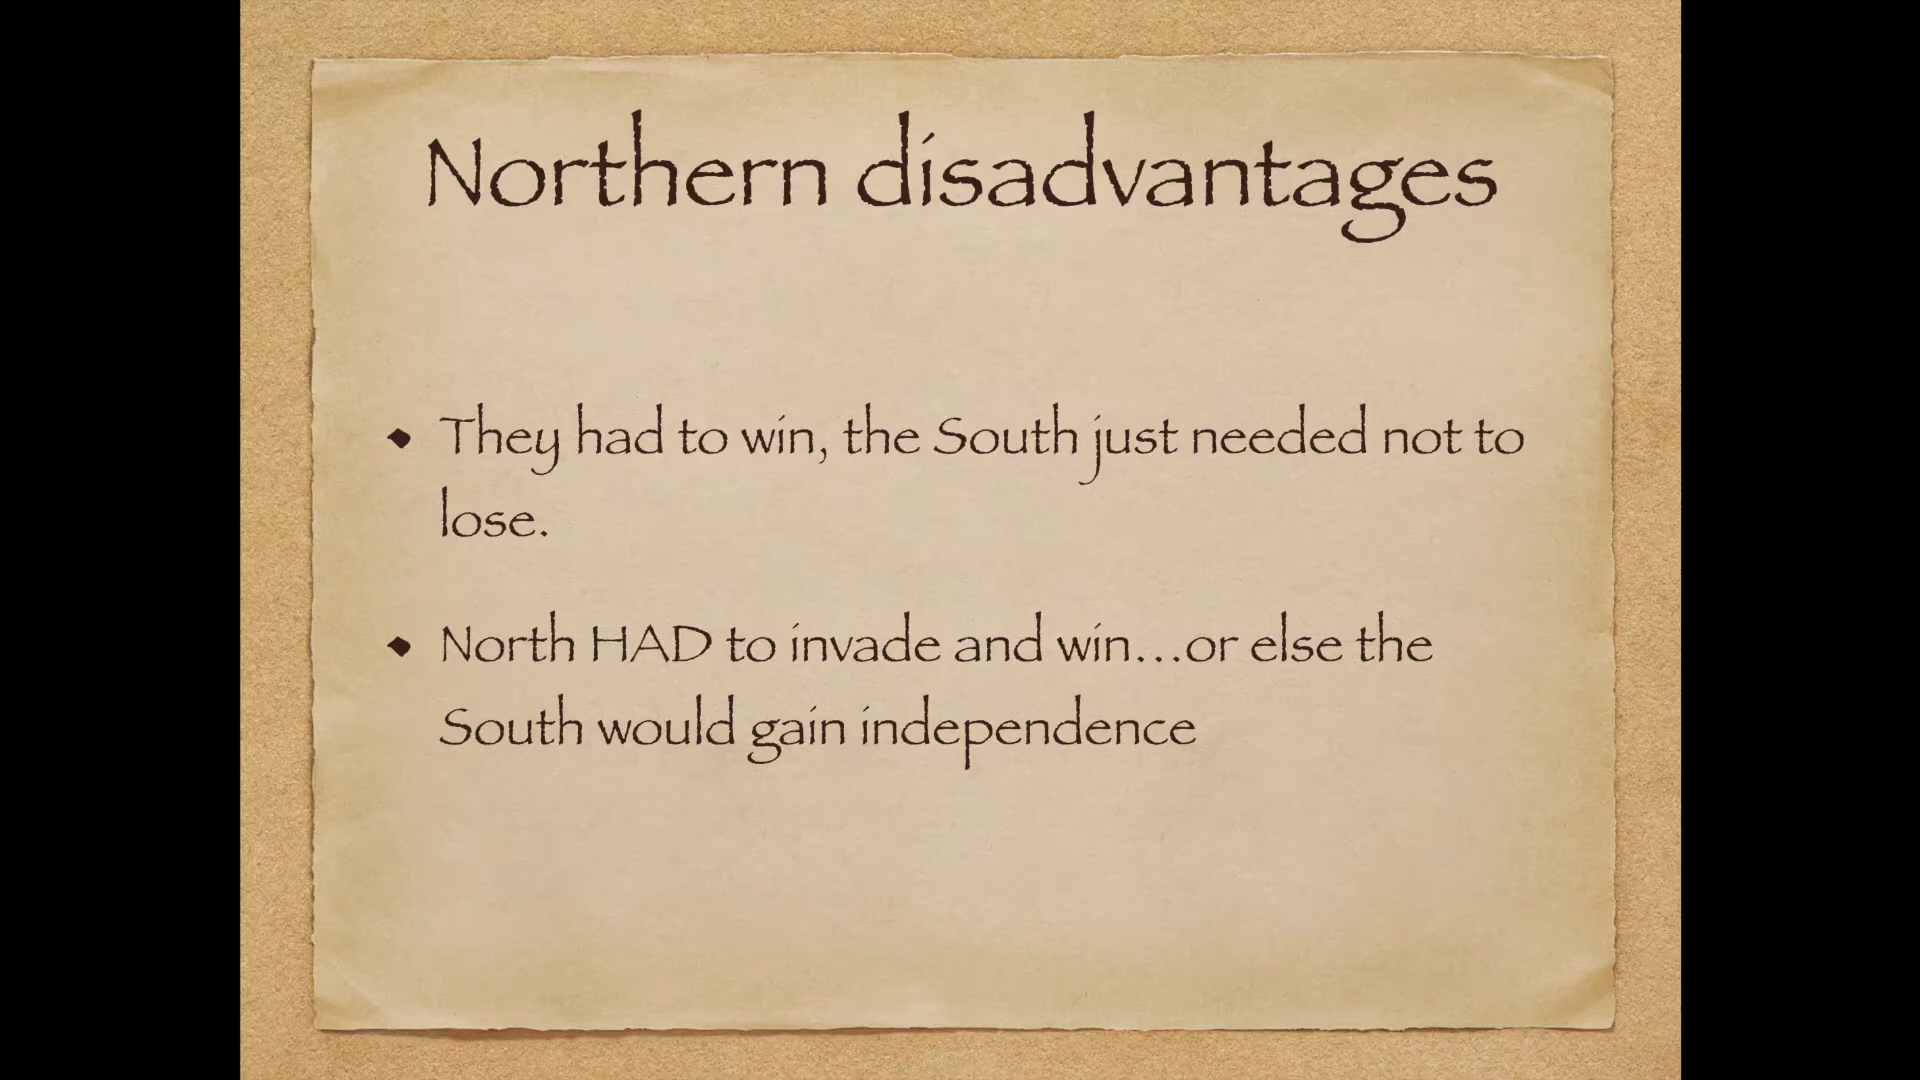 Northern disadvantages
• They had to win, the South just needed not to
lose.
• North HAD to invade and win...or else the
South would gain independence